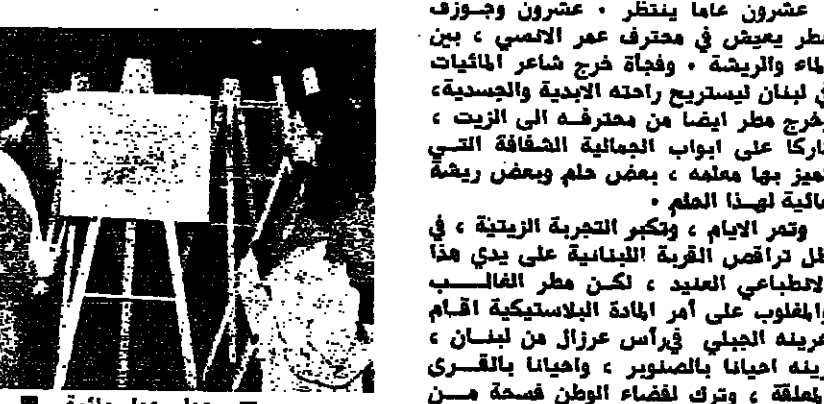 عشرون عاما ينتظر . عشرون وجوزف
مطر يعيش في محترف عمر الانسي ، بين
الماء والريشة . وفجأة خرج شاعر المائيات
في لبنان ليستريح راحته الابدية والجسدية،
وخرج مطر ايضا من محترفه الى الزيت ،
تاركا على ابواب الجمالية الشفافة التي
تميز بها معلمه ، بعض حلم وبعض ريشة
مائية لهذا الحلم .
وتمر الايام ، وتكبر التجربة الزيتية ، في
ظل تراقص القرية اللبنانية على يدي هذا
الانطباعي العنيد ، لكن مطر الغالب
والمغلوب على أمر المادة البلاستيكية اقام
عرينه الجبلي في رأس عرزال من لبنان ،
زينه احيانا بالصنوبر ، واحيانا بالقرى
المعلقة ، وترك لفضاء الوطن فسحة من